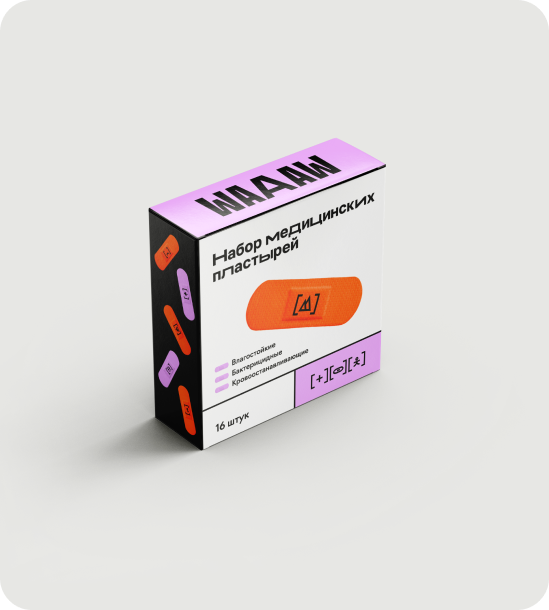 WAAAW
Набор медицинских
пластырей
Влагостойкие
Бактерицидные
Кровоостанавливающие
16 штук